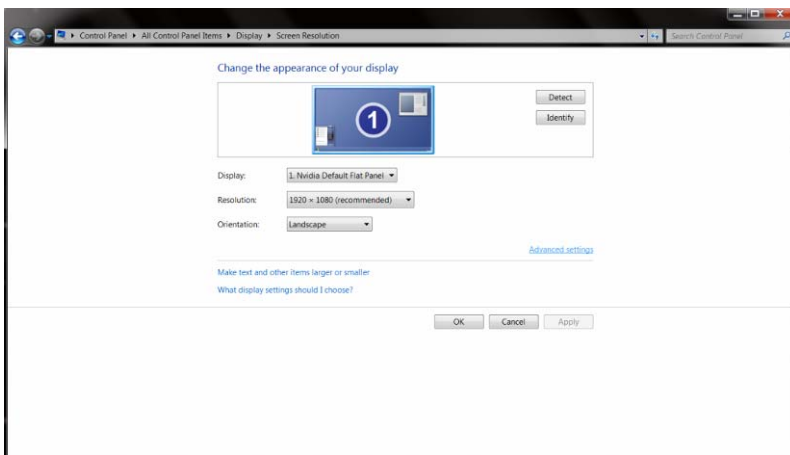 Control Panel ▸ All Control Panel Items ▸ Display ▸ Screen Resolution
Search Control Panel
Change the appearance of your display
1
Detect
Identify
Display: 1. Nvidia Default Flat Panel
Resolution: 1920 × 1080 (recommended)
Orientation: Landscape
Advanced settings
Make text and other items larger or smaller
What display settings should I choose?
OK Cancel Apply